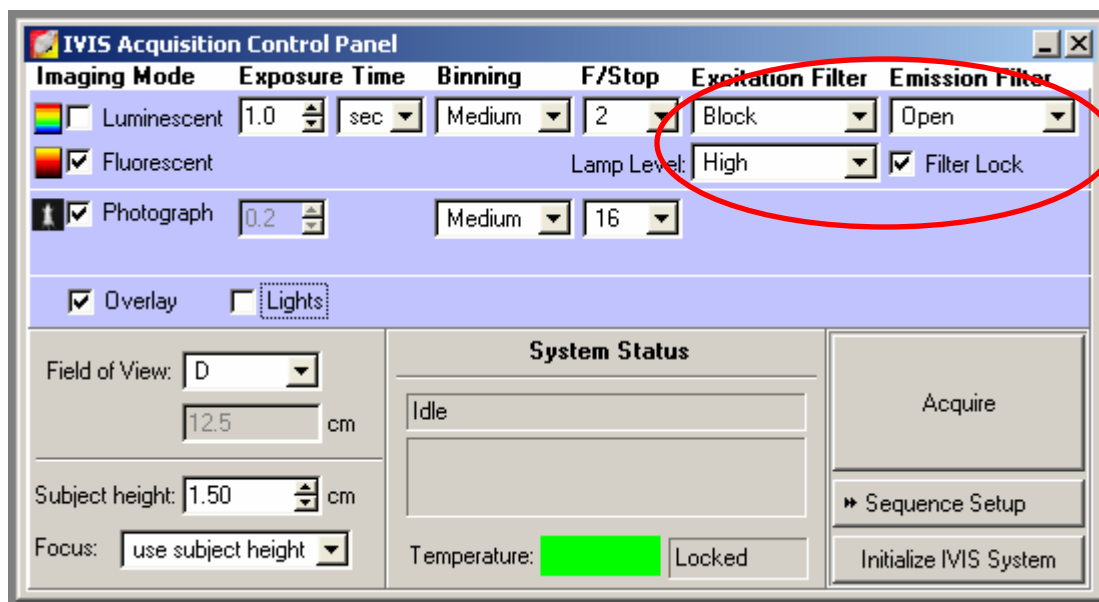 IVIS Acquisition Control Panel
Imaging Mode Exposure Time Binning F/Stop Excitation Filter Emission Filter
Luminescent 1.0 sec Medium 2 Block Open
Fluorescent Lamp Level: High Filter Lock
Photograph 0.2 Medium 16
Overlay Lights
System Status
Field of View: D
Idle
Acquire
12.5 cm
Subject height: 1.50 cm
Sequence Setup
Focus: use subject height
Temperature: Locked
Initialize IVIS System